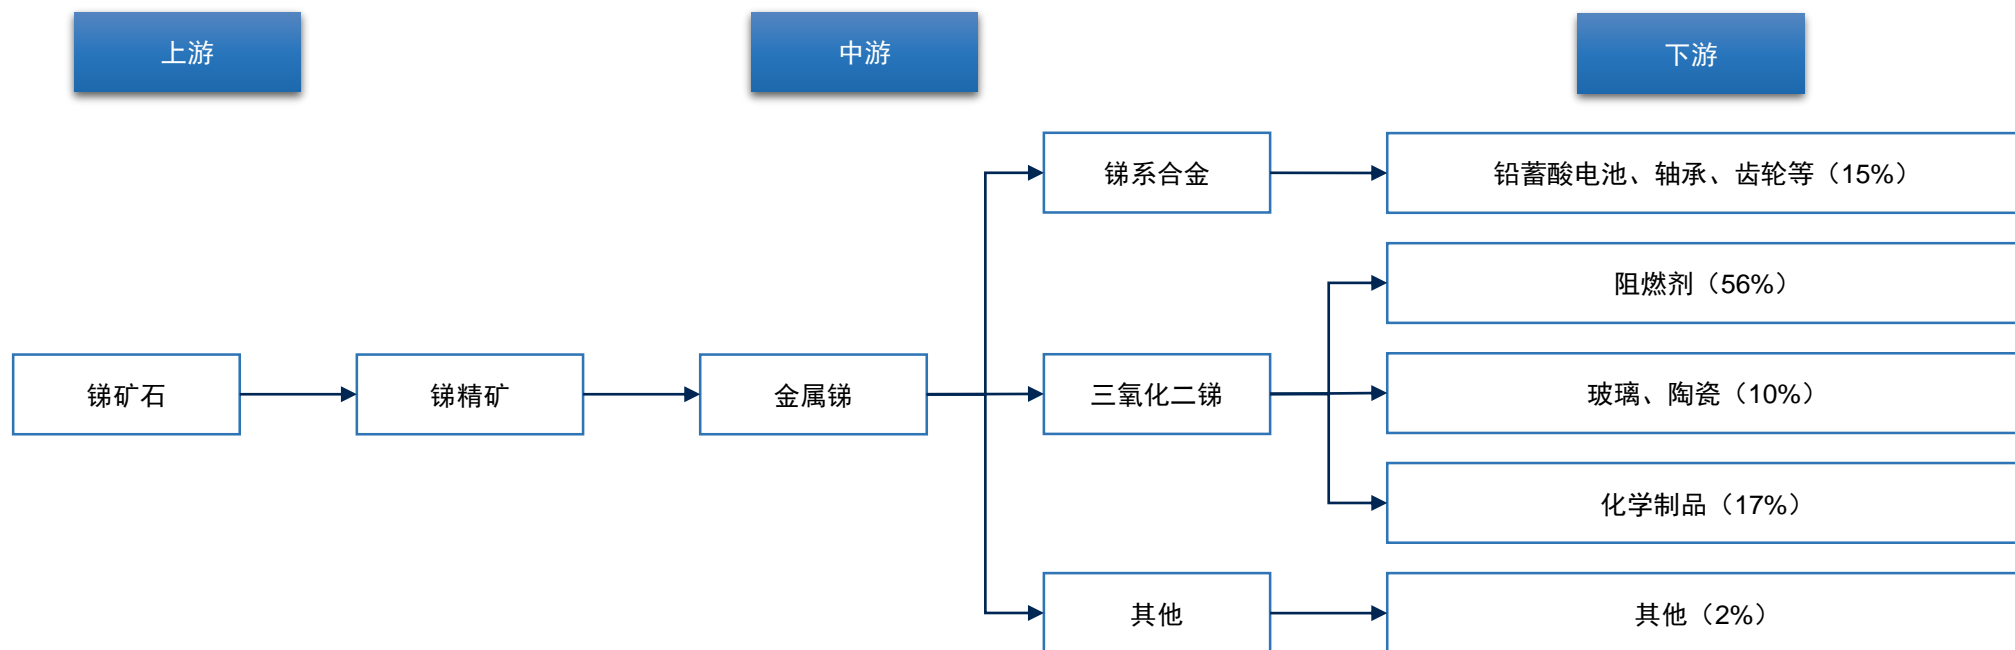 上游
中游
下游
锑系合金
铅蓄酸电池、轴承、齿轮等（15%）
阻燃剂（56%）
锑矿石
锑精矿
金属锑
三氧化二锑
玻璃、陶瓷（10%）
化学制品（17%）
其他
其他（2%）